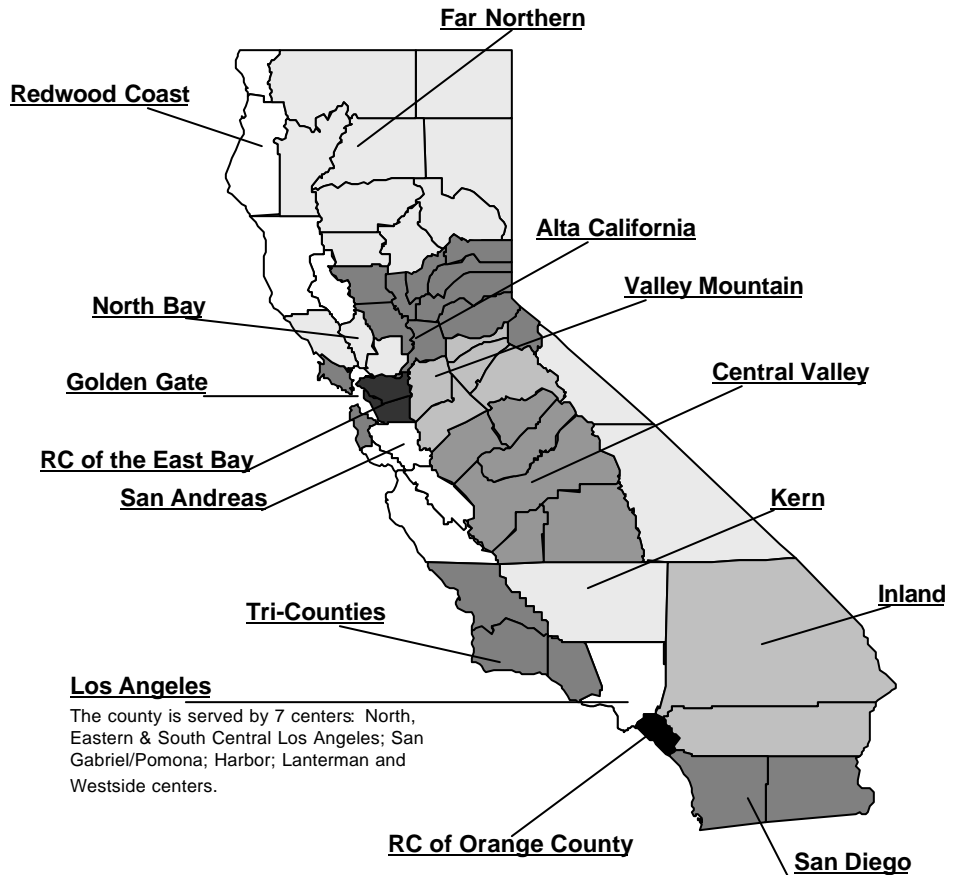 Far Northern
Redwood Coast
Alta California
Valley Mountain
North Bay
Central Valley
Golden Gate
RC of the East Bay
San Andreas
Kern
Inland
Tri-Counties
Los Angeles
The county is served by 7 centers: North,
Eastern & South Central Los Angeles; San
Gabriel/Pomona; Harbor; Lanterman and
Westside centers.
RC of Orange County
San Diego